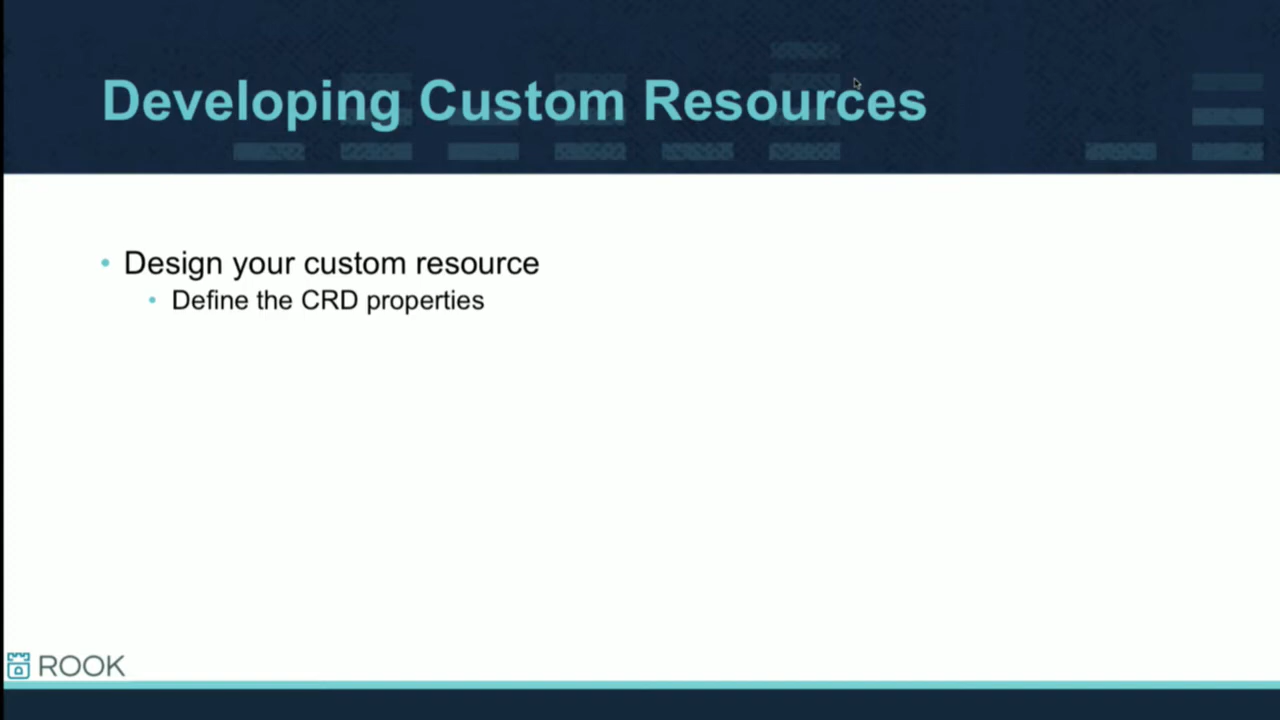 Developing Custom Resources
• Design your custom resource
• Define the CRD properties
ROOK